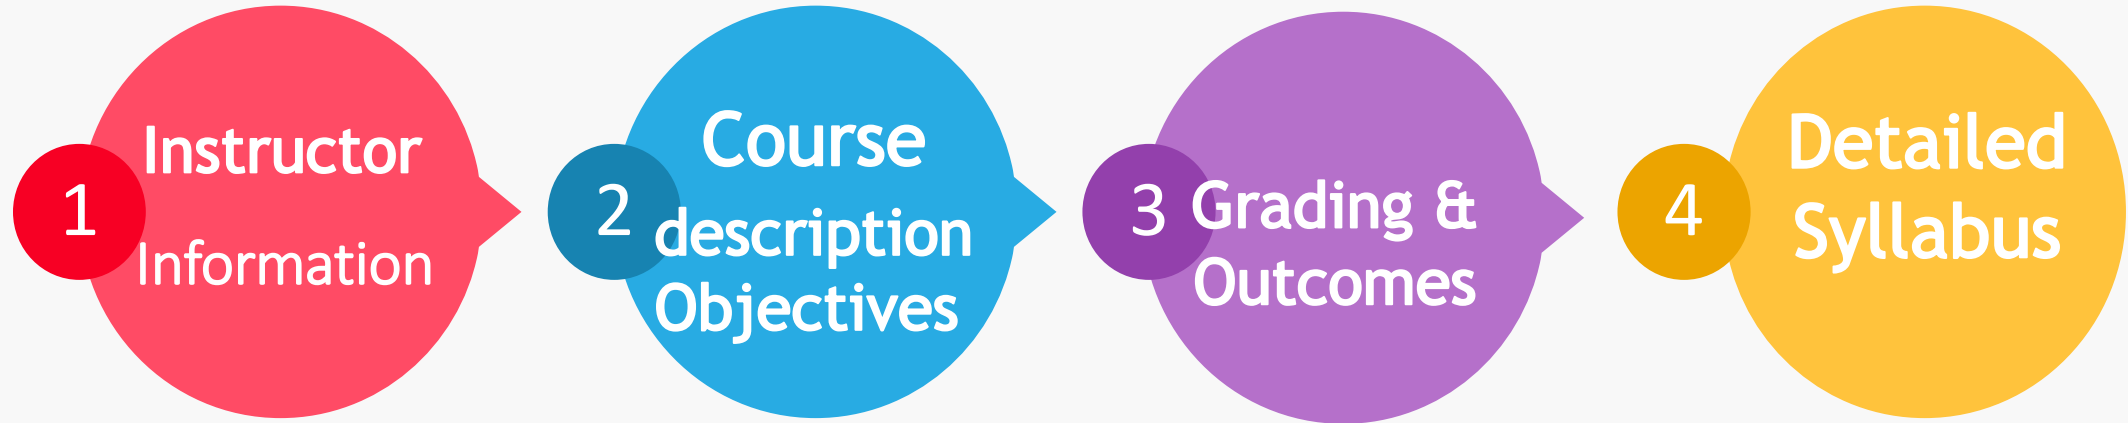 1
Instructor
Information
2
Course
description
Objectives
3
Grading &
Outcomes
4
Detailed
Syllabus